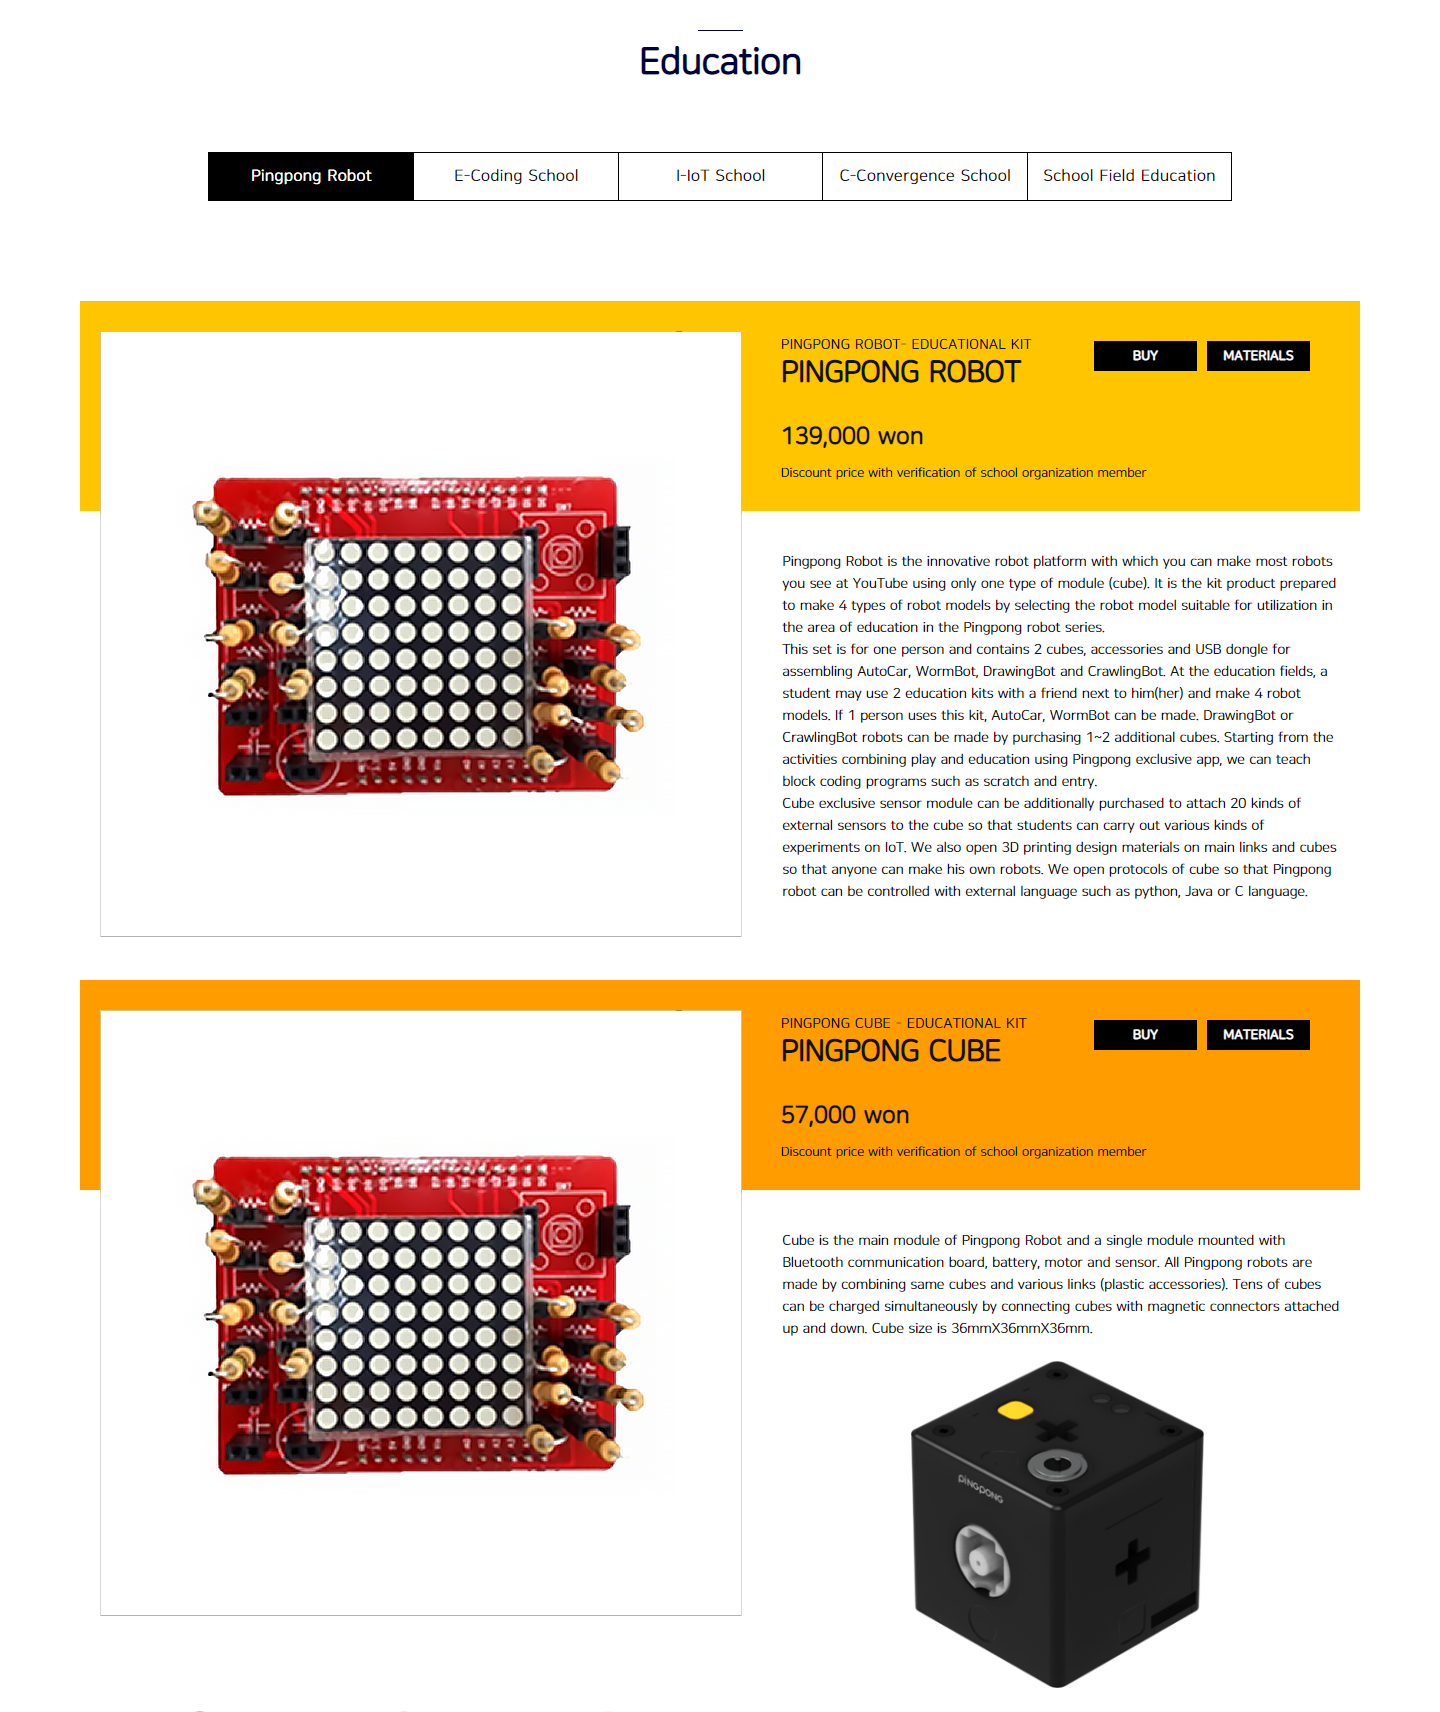 Education
Pingpong Robot
E-Coding School
I-IoT School
C-Convergence School
School Field Education
PINGPONG ROBOT- EDUCATIONAL KIT
PINGPONG ROBOT
BUY
MATERIALS
139,000 won
Discount price with verification of school organization member
Pingpong Robot is the innovative robot platform with which you can make most robots
you see at YouTube using only one type of module (cube). It is the kit product prepared
to make 4 types of robot models by selecting the robot model suitable for utilization in
the area of education in the Pingpong robot series.
This set is for one person and contains 2 cubes, accessories and USB dongle for
assembling AutoCar, WormBot, DrawingBot and CrawlingBot. At the education fields, a
student may use 2 education kits with a friend next to him(her) and make 4 robot
models. If 1 person uses this kit, AutoCar, WormBot can be made. DrawingBot or
CrawlingBot robots can be made by purchasing 1~2 additional cubes. Starting from the
activities combining play and education using Pingpong exclusive app, we can teach
block coding programs such as scratch and entry.
Cube exclusive sensor module can be additionally purchased to attach 20 kinds of
external sensors to the cube so that students can carry out various kinds of
experiments on IoT. We also open 3D printing design materials on main links and cubes
so that anyone can make his own robots. We open protocols of cube so that Pingpong
robot can be controlled with external language such as python, Java or C language.
PINGPONG CUBE - EDUCATIONAL KIT
PINGPONG CUBE
BUY
MATERIALS
57,000 won
Discount price with verification of school organization member
Cube is the main module of Pingpong Robot and a single module mounted with
Bluetooth communication board, battery, motor and sensor. All Pingpong robots are
made by combining same cubes and various links (plastic accessories). Tens of cubes
can be charged simultaneously by connecting cubes with magnetic connectors attached
up and down. Cube size is 36mmX36mmX36mm.
PINGPONG